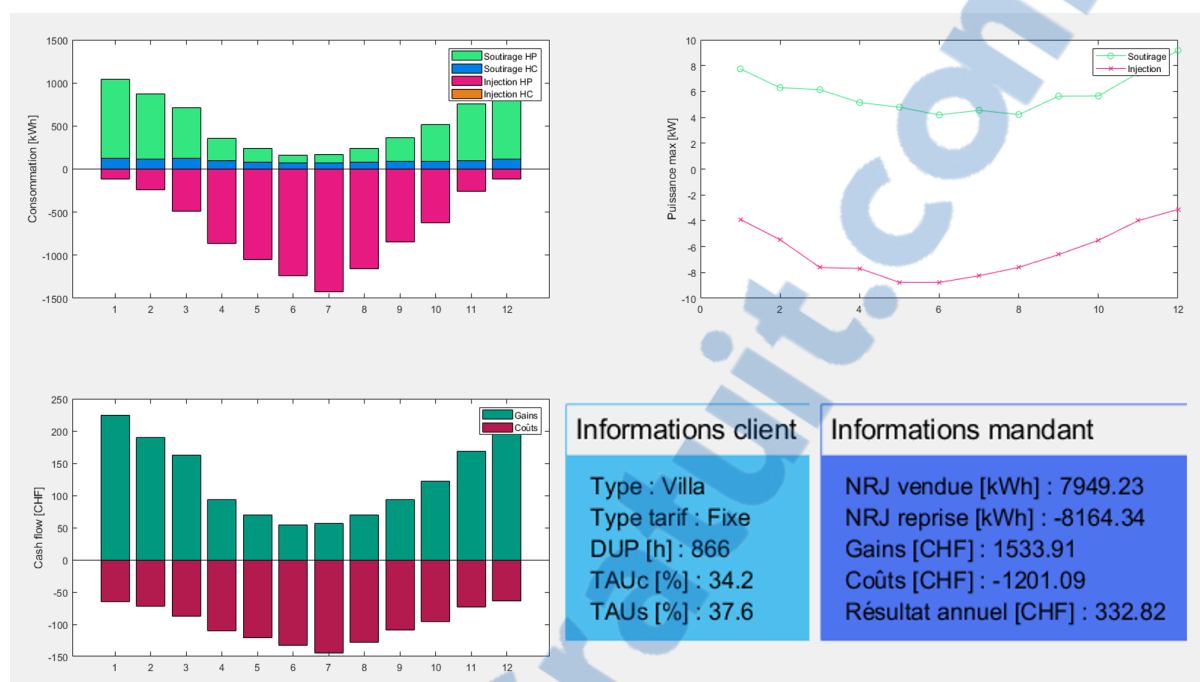 1500
1000
500
0
-500
-1000
-1500
Consommation [kWh]
1 2 3 4 5 6 7 8 9 10 11 12
Soutirage HP
Soutirage HC
Injection HP
Injection HC
10
8
6
4
2
0
-2
-4
-6
-8
-10
Puissance max [kW]
0 2 4 6 8 10 12
Soutirage
Injection
250
200
150
100
50
0
-50
-100
-150
Cash flow [CHF]
1 2 3 4 5 6 7 8 9 10 11 12
Gains
Coûts
Informations client
Type : Villa
Type tarif : Fixe
DUP [h] : 866
TAUc [%] : 34.2
TAUs [%] : 37.6
Informations mandant
NRJ vendue [kWh] : 7949.23
NRJ reprise [kWh] : -8164.34
Gains [CHF] : 1533.91
Coûts [CHF] : -1201.09
Résultat annuel [CHF] : 332.82